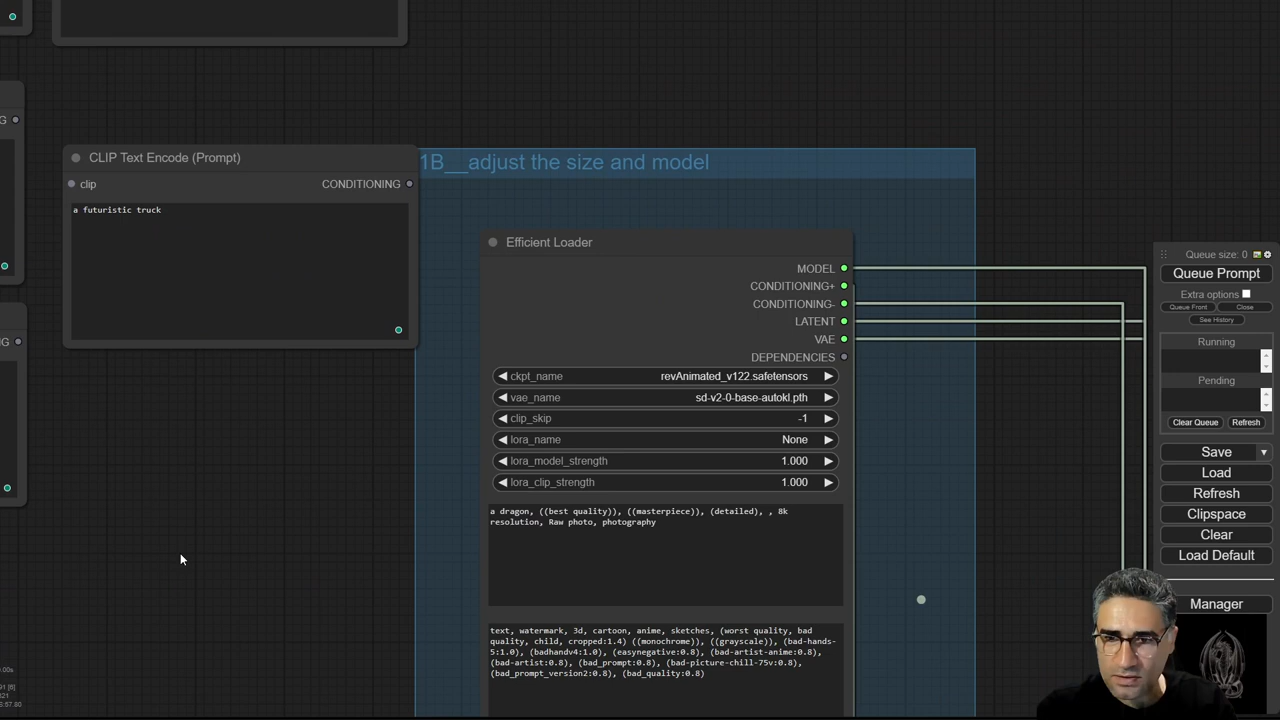 G
CLIP Text Encode (Prompt)
clip
CONDITIONING
a futuristic truck
G
1B__adjust the size and model
Efficient Loader
MODEL
CONDITIONING+
CONDITIONING-
LATENT
VAE
DEPENDENCIES
ckpt_name revAnimated_v122.safetensors
vae_name sd-v2-0-base-autokl.pth
clip_skip -1
lora_name None
lora_model_strength 1.000
lora_clip_strength 1.000
a dragon, ((best quality)), ((masterpiece)), (detailed), , 8k
resolution, Raw photo, photography
text, watermark, 3d, cartoon, anime, sketches, (worst quality, bad
quality, child, cropped:1.4) ((monochrome)), ((grayscale)), (bad-hands-
5:1.0), (badhandv4:1.0), (easynegative:0.8), (bad-artist-anime:0.8),
(bad-artist:0.8), (bad_prompt:0.8), (bad-picture-chill-75v:0.8),
(bad_prompt_version2:0.8), (bad_quality:0.8)
Queue size: 0
Queue Prompt
Extra options
Queue Front Close
See History
Running
Pending
Clear Queue Refresh
Save
Load
Refresh
Clipspace
Clear
Load Default
Manager